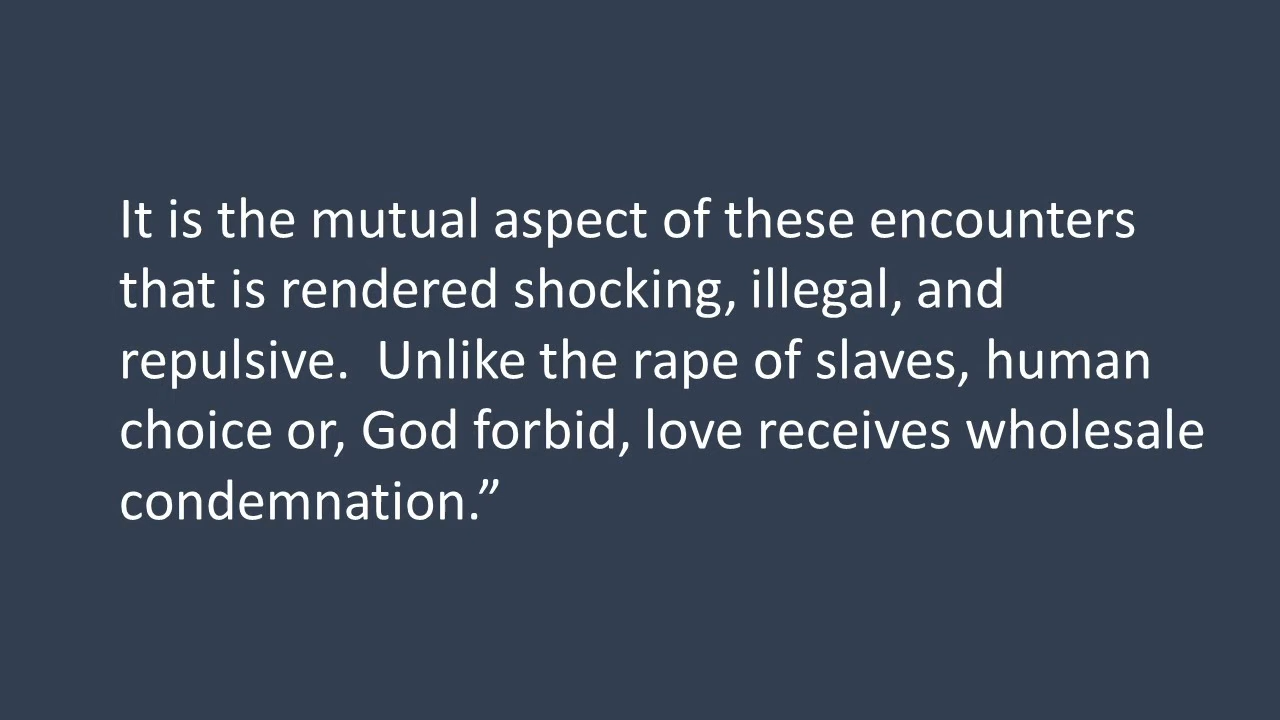 It is the mutual aspect of these encounters
that is rendered shocking, illegal, and
repulsive.  Unlike the rape of slaves, human
choice or, God forbid, love receives wholesale
condemnation.”